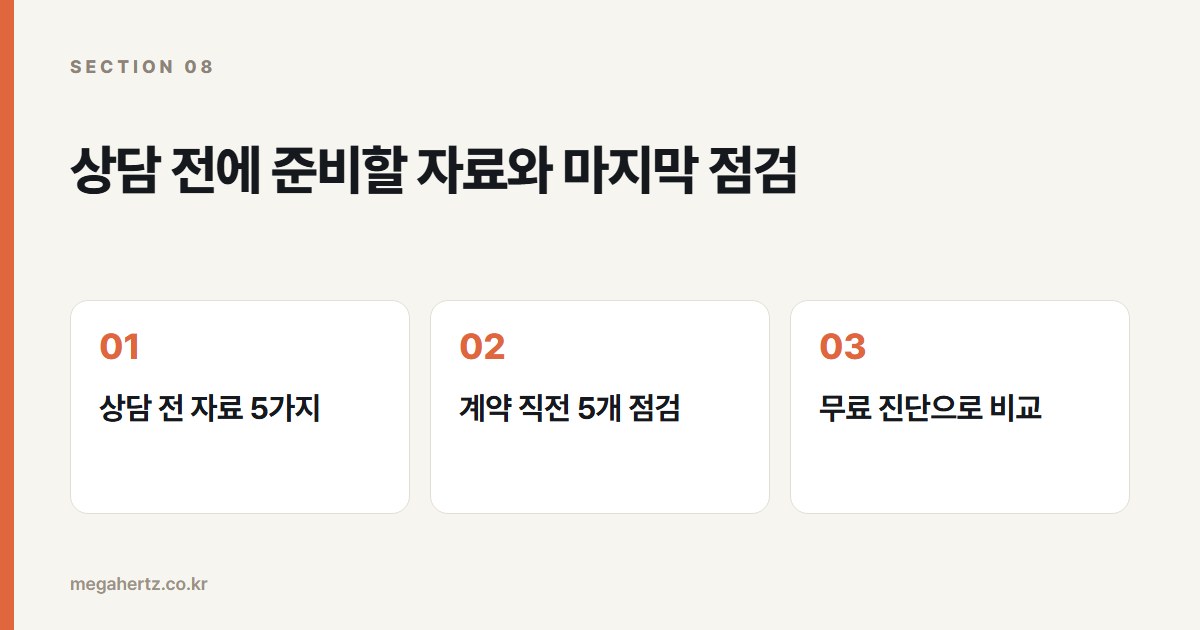 SECTION 08
상담 전에 준비할 자료와 마지막 점검
01
상담 전 자료 5가지
02
계약 직전 5개 점검
03
무료 진단으로 비교
megahertz.co.kr